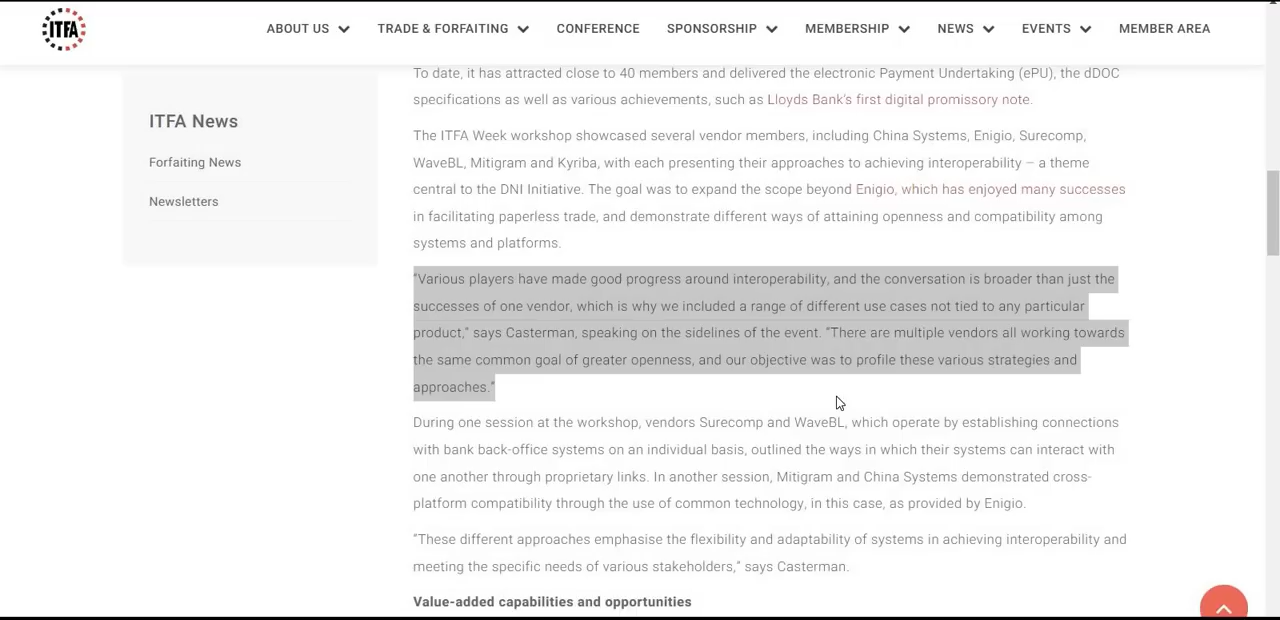 ITFA
ABOUT US
TRADE & FORFAITING
CONFERENCE
SPONSORSHIP
MEMBERSHIP
NEWS
EVENTS
MEMBER AREA
ITFA News
Forfaiting News
Newsletters
To date, it has attracted close to 40 members and delivered the electronic Payment Undertaking (ePU), the dDOC
specifications as well as various achievements, such as Lloyds Bank's first digital promissory note.
The ITFA Week workshop showcased several vendor members, including China Systems, Enigio, Surecomp,
WaveBL, Mitigram and Kyriba, with each presenting their approaches to achieving interoperability – a theme
central to the DNI Initiative. The goal was to expand the scope beyond Enigio, which has enjoyed many successes
in facilitating paperless trade, and demonstrate different ways of attaining openness and compatibility among
systems and platforms.
“Various players have made good progress around interoperability, and the conversation is broader than just the
successes of one vendor, which is why we included a range of different use cases not tied to any particular
product,” says Casterman, speaking on the sidelines of the event. “There are multiple vendors all working towards
the same common goal of greater openness, and our objective was to profile these various strategies and
approaches.”
During one session at the workshop, vendors Surecomp and WaveBL, which operate by establishing connections
with bank back-office systems on an individual basis, outlined the ways in which their systems can interact with
one another through proprietary links. In another session, Mitigram and China Systems demonstrated cross-
platform compatibility through the use of common technology, in this case, as provided by Enigio.
“These different approaches emphasise the flexibility and adaptability of systems in achieving interoperability and
meeting the specific needs of various stakeholders,” says Casterman.
Value-added capabilities and opportunities